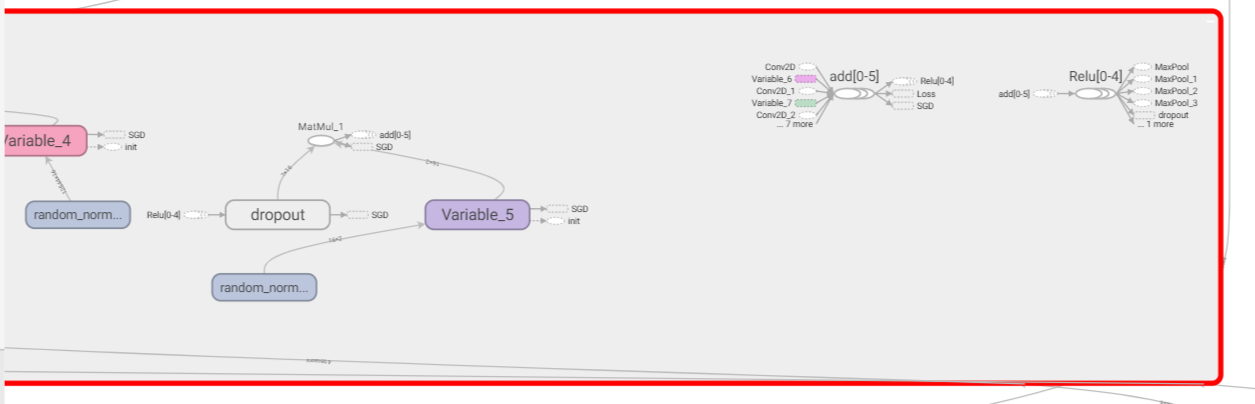 Variable_4
SGD
init
random_norm...
MatMul_1
add[0-5]
SGD
Relu[0-4]
dropout
SGD
Variable_5
SGD
init
16×2
random_norm...
Conv2D
Variable_6
Conv2D_1
Variable_7
Conv2D_2
... 7 more
add[0-5]
Relu[0-4]
Loss
SGD
add[0-5]
Relu[0-4]
MaxPool
MaxPool_1
MaxPool_2
MaxPool_3
dropout
... 1 more